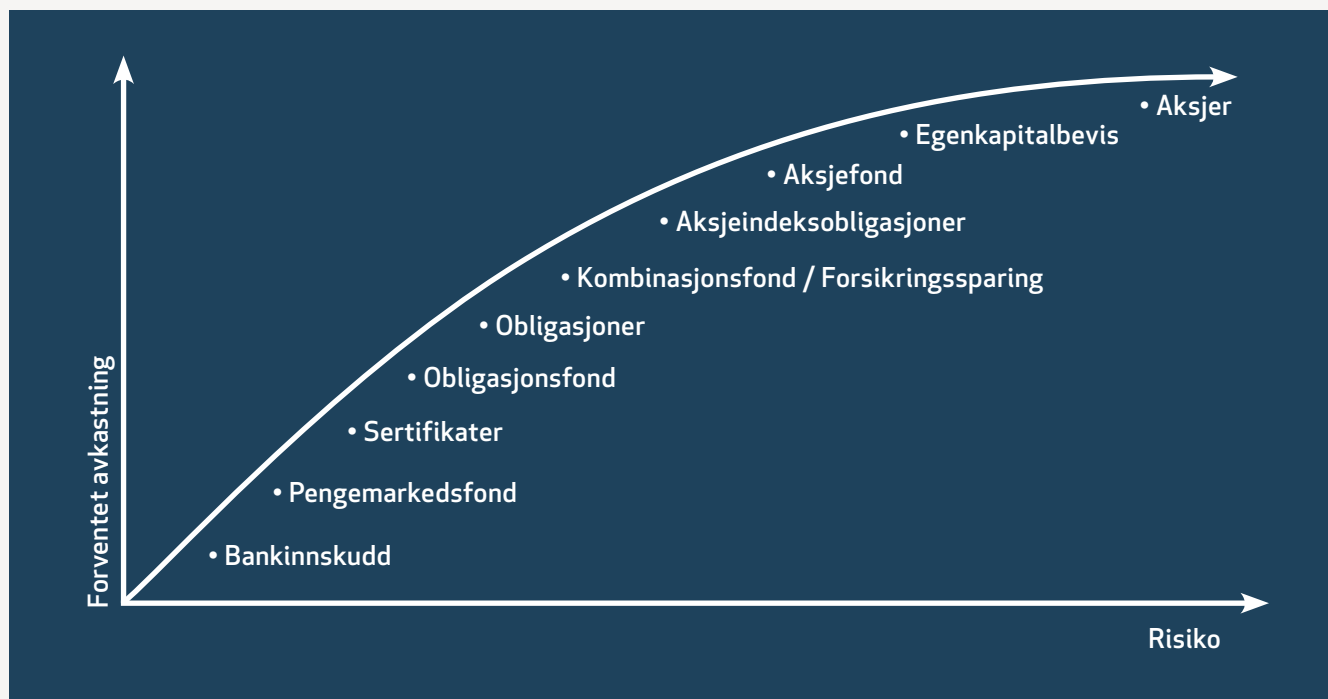 • Aksjer
• Egenkapitalbevis
• Aksjefond
• Aksjeindeksobligasjoner
• Kombinasjonsfond / Forsikringssparing
• Obligasjoner
• Obligasjonsfond
• Sertifikater
• Pengemarkedsfond
• Bankinnskudd
Forventet avkastning
Risiko